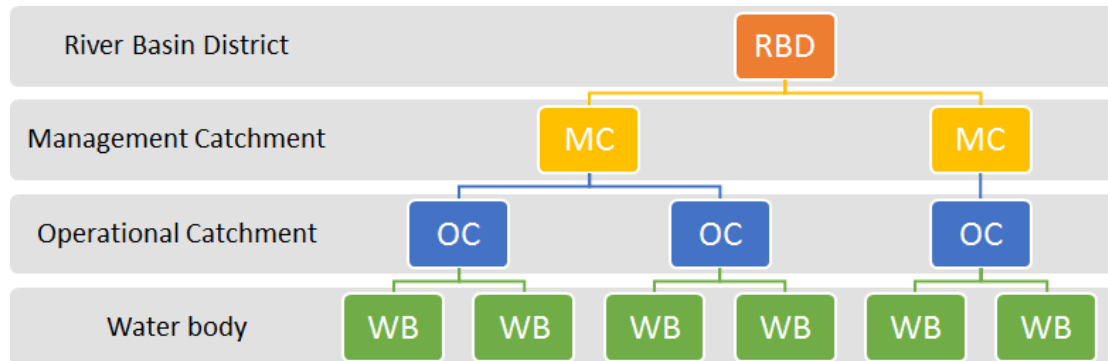 River Basin District RBD
Management Catchment MC MC
Operational Catchment OC OC OC
Water body WB WB WB WB WB WB